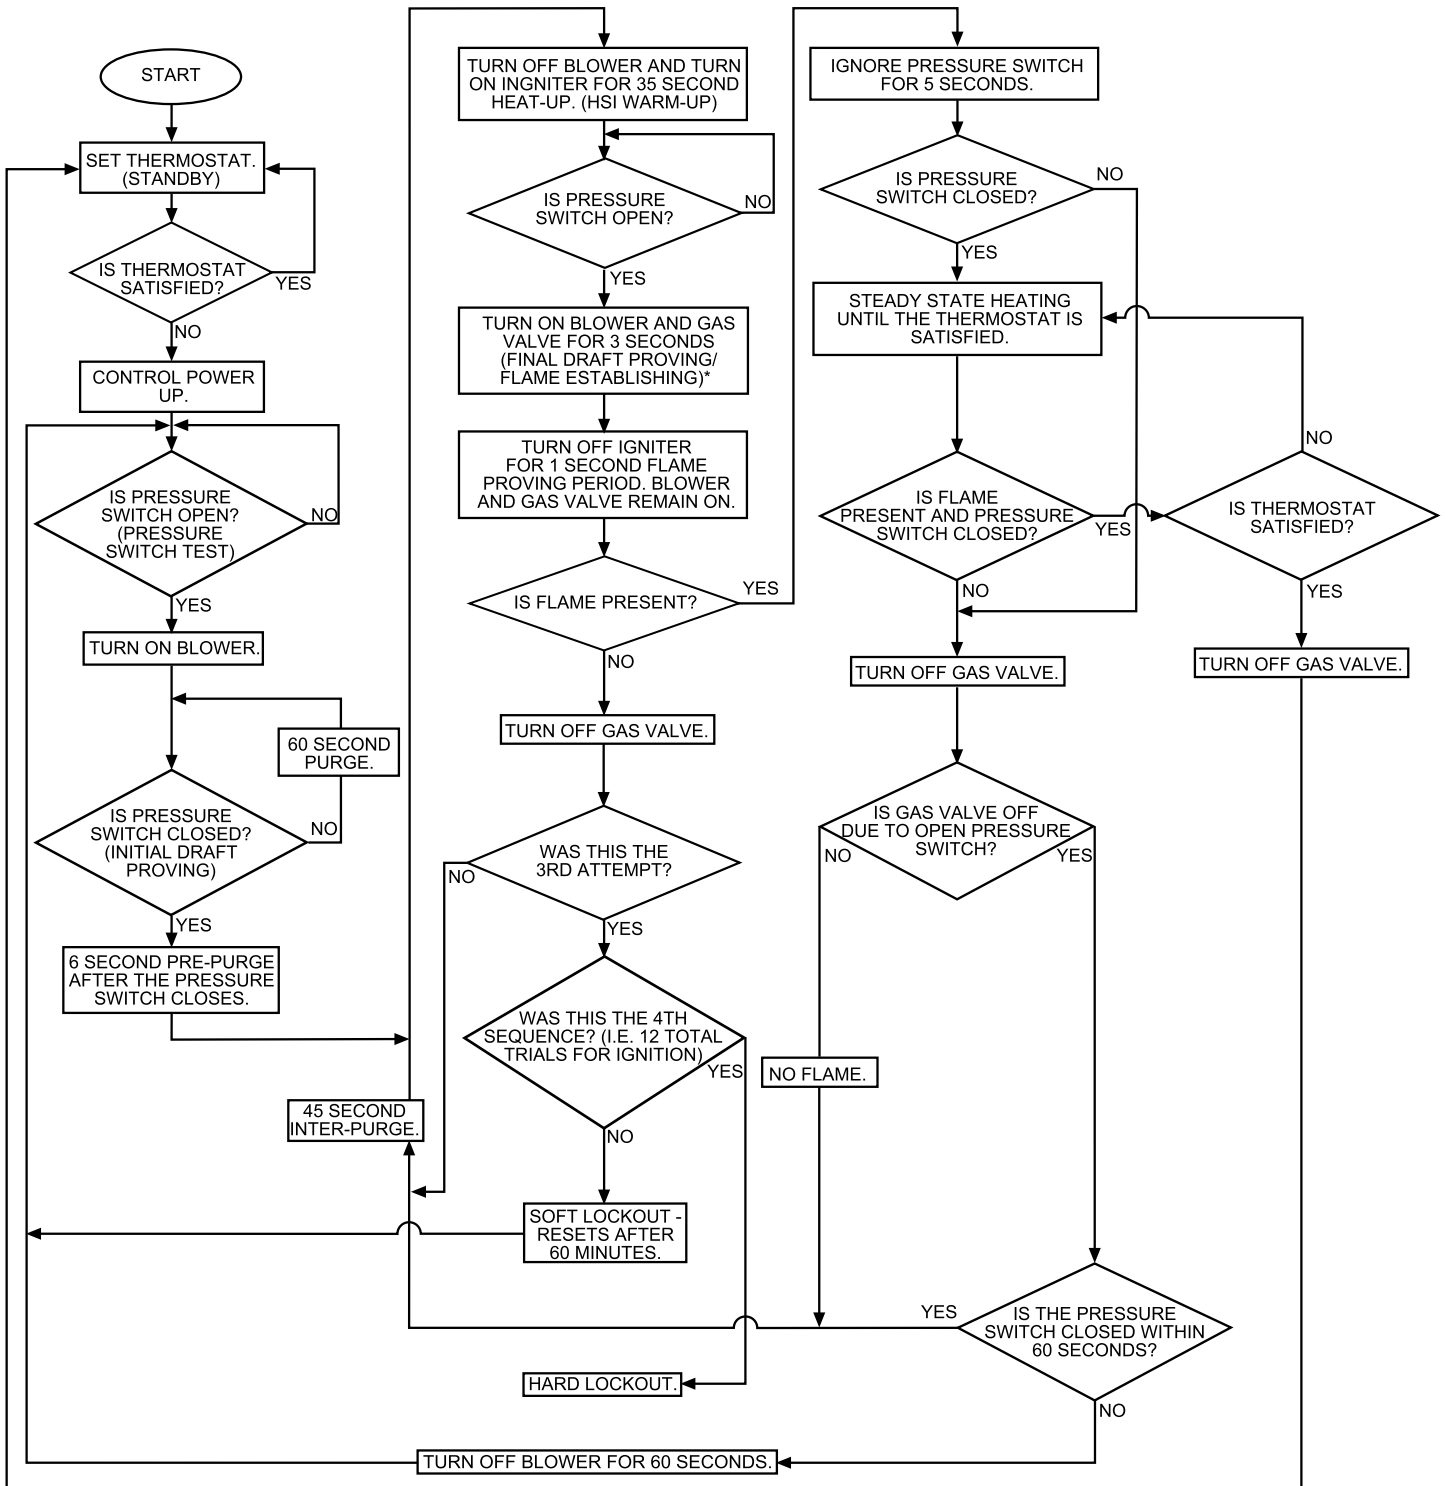 START
SET THERMOSTAT.
(STANDBY)
IS THERMOSTAT
SATISFIED?
YES
NO
CONTROL POWER
UP.
IS PRESSURE
SWITCH OPEN?
(PRESSURE
SWITCH TEST)
NO
YES
TURN ON BLOWER.
60 SECOND
PURGE.
IS PRESSURE
SWITCH CLOSED?
(INITIAL DRAFT
PROVING)
NO
YES
6 SECOND PRE-PURGE
AFTER THE PRESSURE
SWITCH CLOSES.
45 SECOND
INTER-PURGE.
TURN OFF BLOWER AND TURN
ON INGNITER FOR 35 SECOND
HEAT-UP. (HSI WARM-UP)
IS PRESSURE
SWITCH OPEN?
NO
YES
TURN ON BLOWER AND GAS
VALVE FOR 3 SECONDS
(FINAL DRAFT PROVING/
FLAME ESTABLISHING)*
TURN OFF IGNITER
FOR 1 SECOND FLAME
PROVING PERIOD. BLOWER
AND GAS VALVE REMAIN ON.
IS FLAME PRESENT?
YES
NO
TURN OFF GAS VALVE.
WAS THIS THE
3RD ATTEMPT?
NO
YES
WAS THIS THE 4TH
SEQUENCE? (I.E. 12 TOTAL
TRIALS FOR IGNITION)
YES
NO
SOFT LOCKOUT -
RESETS AFTER
60 MINUTES.
HARD LOCKOUT.
TURN OFF BLOWER FOR 60 SECONDS.
IGNORE PRESSURE SWITCH
FOR 5 SECONDS.
IS PRESSURE
SWITCH CLOSED?
NO
YES
STEADY STATE HEATING
UNTIL THE THERMOSTAT IS
SATISFIED.
IS FLAME
PRESENT AND PRESSURE
SWITCH CLOSED?
YES
NO
TURN OFF GAS VALVE.
IS GAS VALVE OFF
DUE TO OPEN PRESSURE
SWITCH?
NO
YES
NO FLAME.
IS THE PRESSURE
SWITCH CLOSED WITHIN
60 SECONDS?
YES
NO
NO
IS THERMOSTAT
SATISFIED?
YES
TURN OFF GAS VALVE.